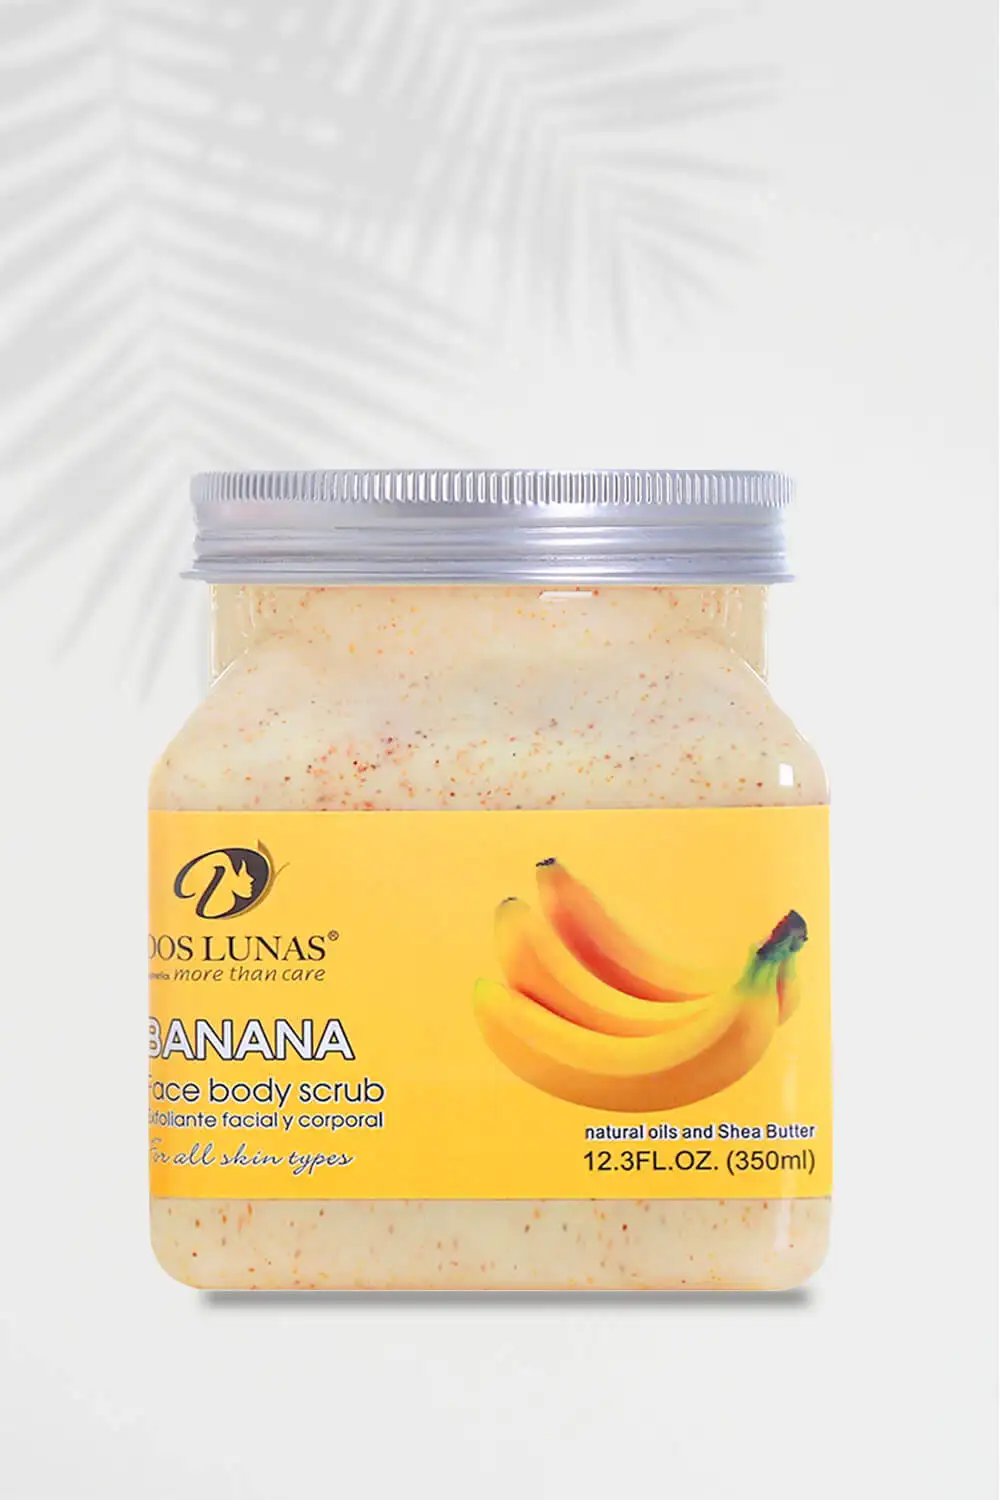 DOS LUNAS®
more than care
BANANA
Face body scrub
Exfoliante facial y corporal
For all skin types
natural oils and Shea Butter
12.3FL.OZ. (350ml)